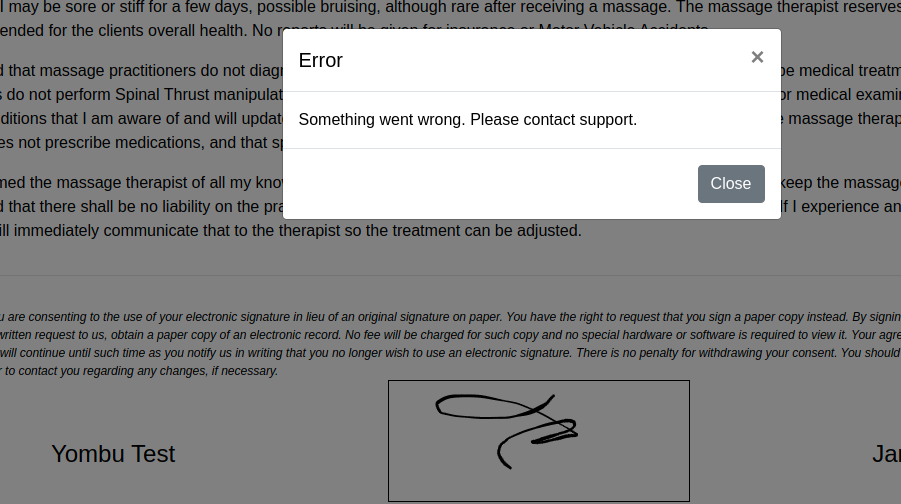 I may be sore or stiff for a few days, possible bruising, although rare after receiving a massage. The massage therapist reserves
ended for the clients overall health. No reports will be given for insurance or Motor Vehicle Accidents.
Error
×
d that massage practitioners do not diagn
be medical treatm
s do not perform Spinal Thrust manipulat
or medical exami
Something went wrong. Please contact support.
ditions that I am aware of and will update
e massage therap
es not prescribe medications, and that sp
Close
med the massage therapist of all my know
keep the massage
d that there shall be no liability on the pra
If I experience an
ill immediately communicate that to the therapist so the treatment can be adjusted.
u are consenting to the use of your electronic signature in lieu of an original signature on paper. You have the right to request that you sign a paper copy instead. By signin
written request to us, obtain a paper copy of an electronic record. No fee will be charged for such copy and no special hardware or software is required to view it. Your agre
will continue until such time as you notify us in writing that you no longer wish to use an electronic signature. There is no penalty for withdrawing your consent. You should
r to contact you regarding any changes, if necessary.
Yombu Test
Jan